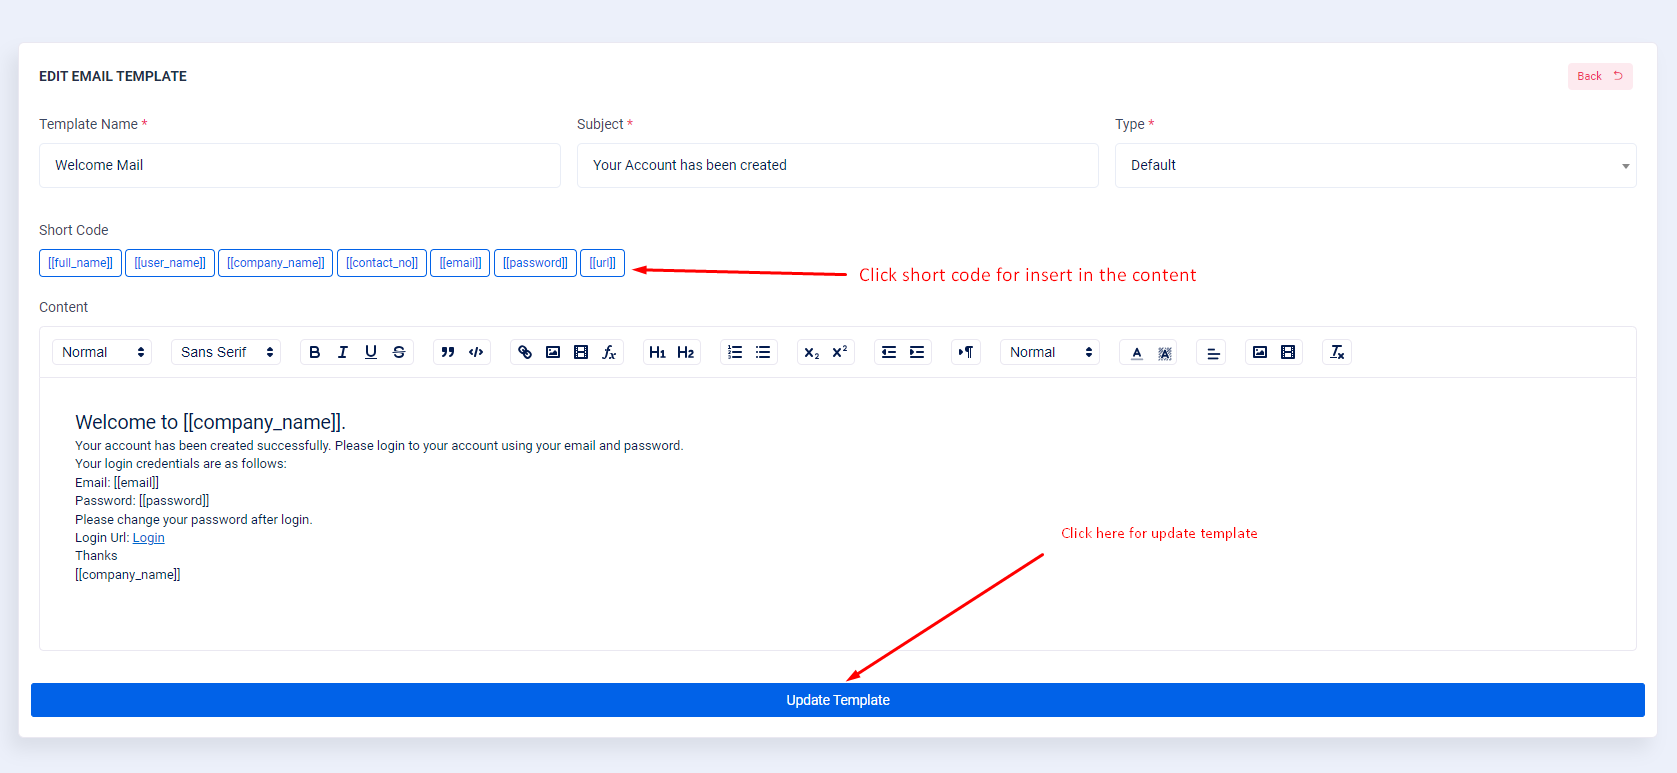 EDIT EMAIL TEMPLATE
Back
Template Name *
Subject *
Type *
Welcome Mail
Your Account has been created
Default
Short Code
[[full_name]] [[user_name]] [[company_name]] [[contact_no]] [[email]] [[password]] [[url]]
Click short code for insert in the content
Content
Normal Sans Serif B I U S H1 H2 X2 X2 Normal A A Tx
Welcome to [[company_name]].
Your account has been created successfully. Please login to your account using your email and password.
Your login credentials are as follows:
Email: [[email]]
Password: [[password]]
Please change your password after login.
Login Url: Login
Thanks
[[company_name]]
Click here for update template
Update Template